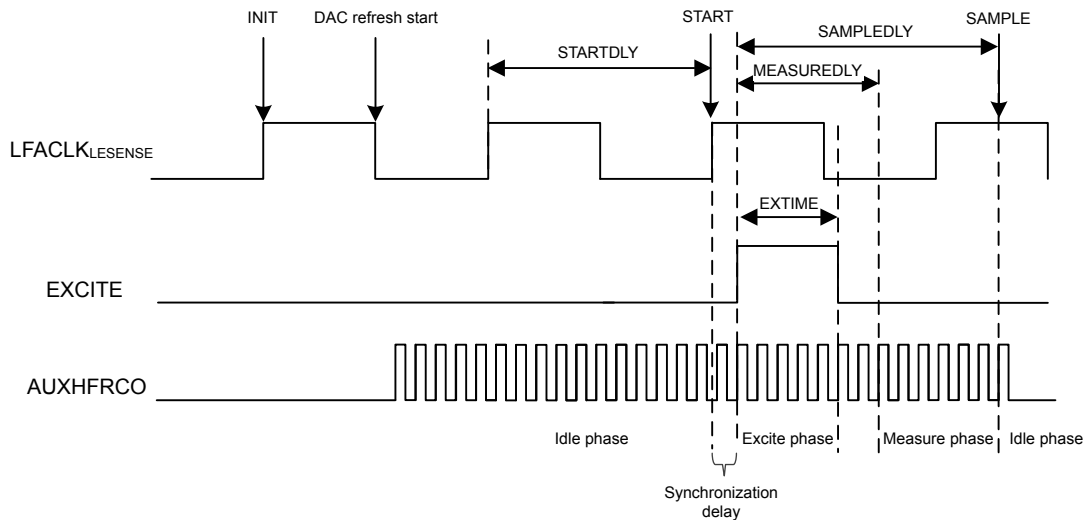 INIT
DAC refresh start
START
SAMPLE
SAMPLEDLY
STARTDLY
MEASUREDLY
LFACLKLESENSE
EXTIME
EXCITE
AUXHFRCO
Idle phase
Excite phase
Measure phase
Idle phase
Synchronization
delay